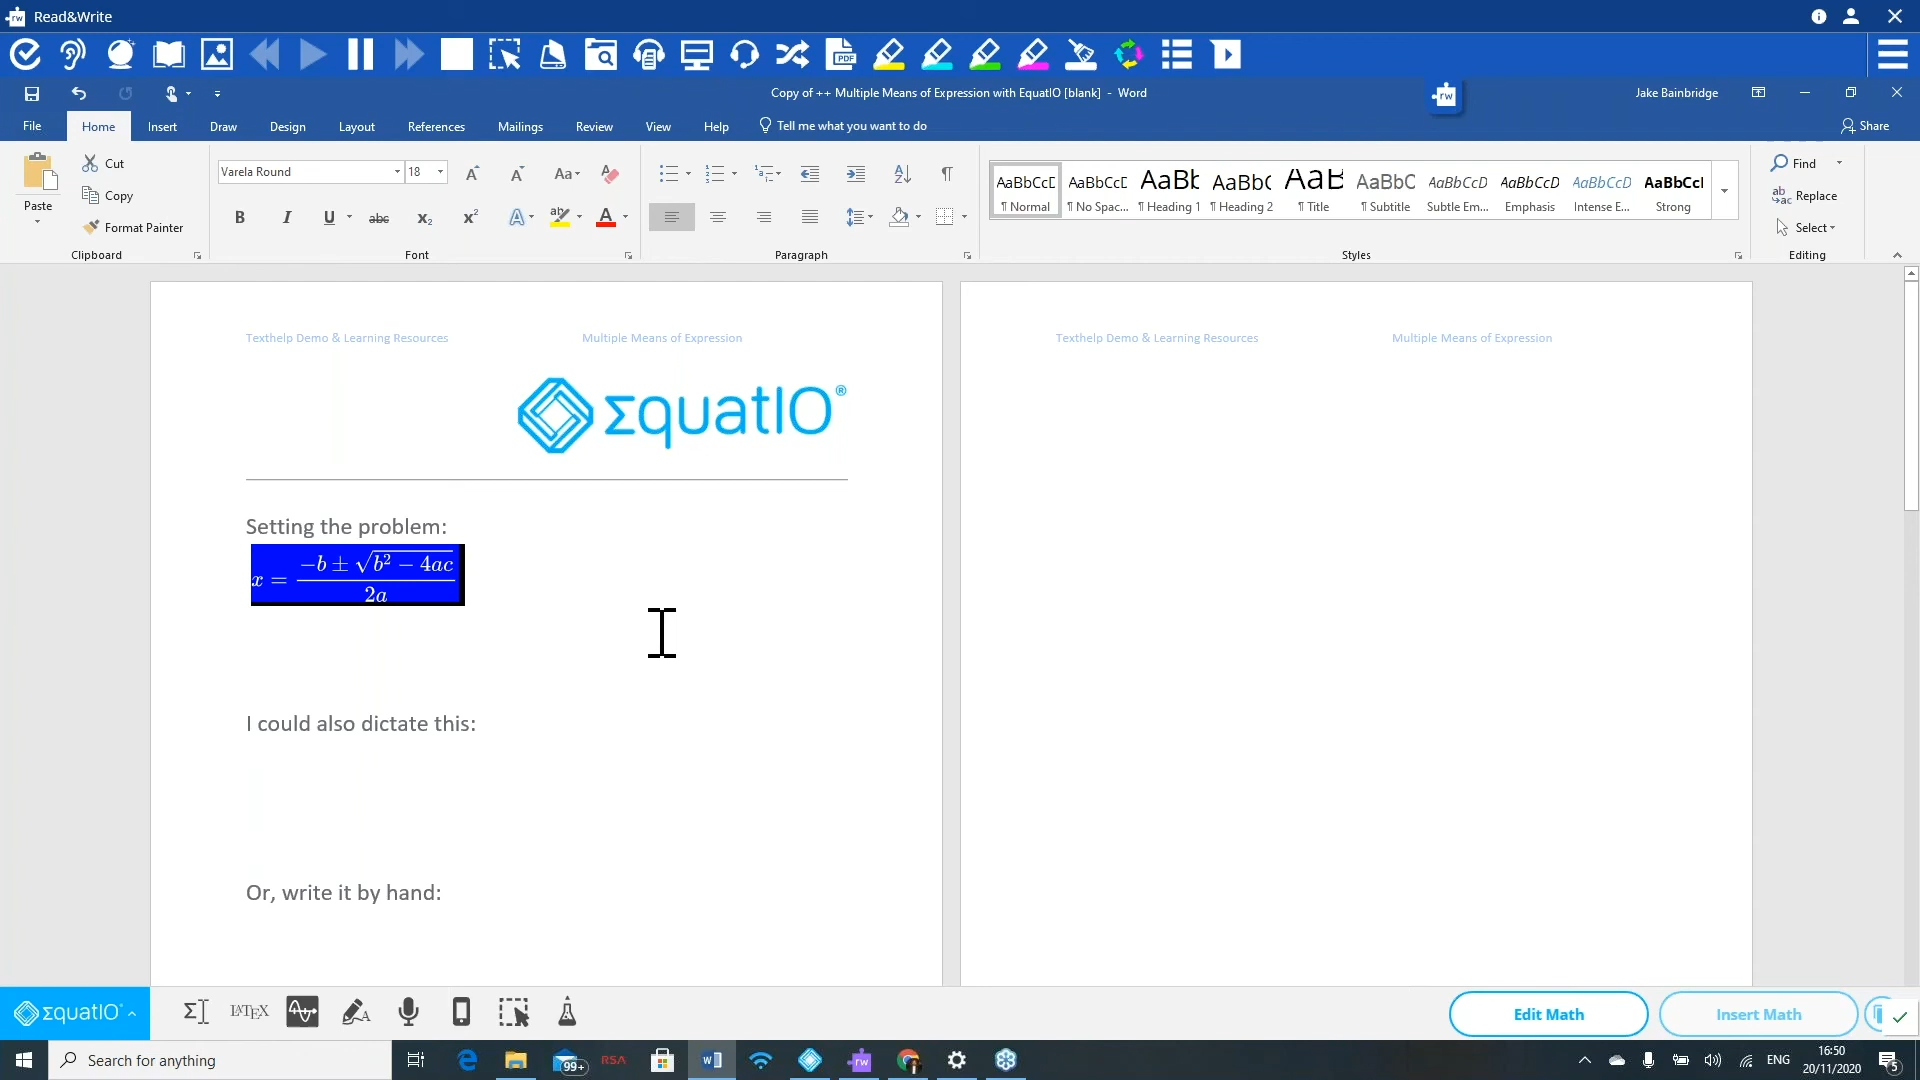 Read&Write
Copy of ++ Multiple Means of Expression with EquatIO [blank] - Word
Jake Bainbridge
File
Home
Insert
Draw
Design
Layout
References
Mailings
Review
View
Help
Tell me what you want to do
Share
Paste
Cut
Copy
Format Painter
Clipboard
Varela Round
18
Font
Paragraph
AaBbCcD
¶ Normal
AaBbCcD
¶ No Spac...
AaBb
¶ Heading 1
AaBbC
¶ Heading 2
AaB
¶ Title
AaBbC
¶ Subtitle
AaBbCcD
Subtle Em...
AaBbCcD
Emphasis
AaBbCcD
Intense E...
AaBbCcI
Strong
Styles
Find
Replace
Select
Editing
Texthelp Demo & Learning Resources Multiple Means of Expression
ΣquatIO®
Setting the problem:
x = −b ± √b² − 4ac
2a
I could also dictate this:
Or, write it by hand:
Texthelp Demo & Learning Resources Multiple Means of Expression
ΣquatIO
LATEX
Edit Math
Insert Math
Search for anything
99+
RSA
rw
ENG
16:50
20/11/2020
5